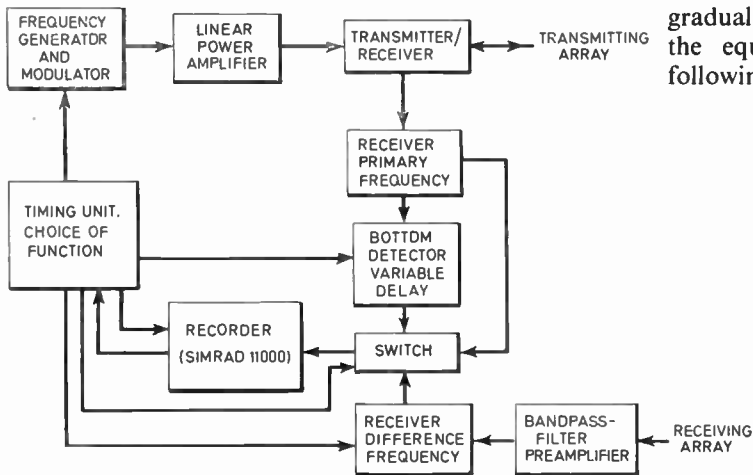 FREQUENCY
GENERATOR
AND
MODULATOR
LINEAR
POWER
AMPLIFIER
TRANSMITTER/
RECEIVER
TRANSMITTING
ARRAY
gradual
the equ
followin
RECEIVER
PRIMARY
FREQUENCY
TIMING UNIT.
CHOICE OF
FUNCTION
BOTTOM
DETECTOR
VARIABLE
DELAY
RECORDER
(SIMRAD 11000)
SWITCH
RECEIVER
DIFFERENCE
FREQUENCY
BANDPASS-
FILTER
PREAMPLIFIER
RECEIVING
ARRAY